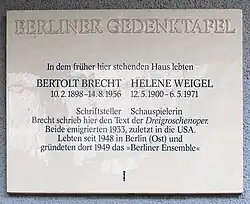 BERLINER GEDENKTAFEL
In dem früher hier stehenden Haus lebten
BERTOLT BRECHT HELENE WEIGEL
10.2.1898–14.8.1956 12.5.1900–6.5.1971
Schriftsteller Schauspielerin
Brecht schrieb hier den Text der Dreigroschenoper.
Beide emigrierten 1933, zuletzt in die USA.
Lebten seit 1948 in Berlin (Ost) und
gründeten dort 1949 das »Berliner Ensemble«